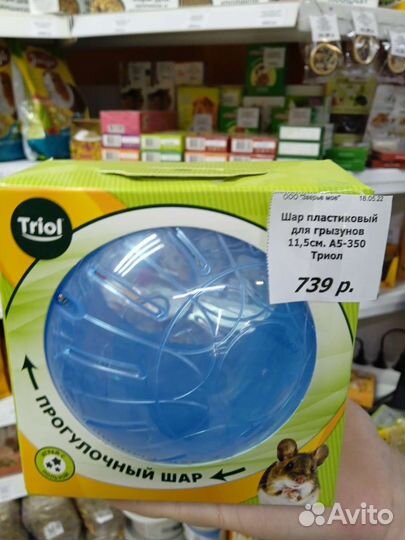 ООО "Зверье мое" 18.05.22
Шар пластиковый
для грызунов
11,5см. А5-350
Триол
739 р.
Triol
ПРОГУЛОЧНЫЙ ШАР
Avito